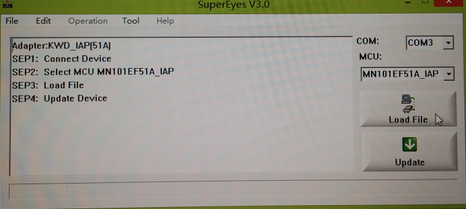 SuperEyes V3.0
File Edit Operation Tool Help
Adapter:KWD_IAP(51A)
SEP1: Connect Device
SEP2: Select MCU MN101EF51A_IAP
SEP3: Load File
SEP4: Update Device
COM: COM3
MCU:
MN101EF51A_IAP
Load File
Update